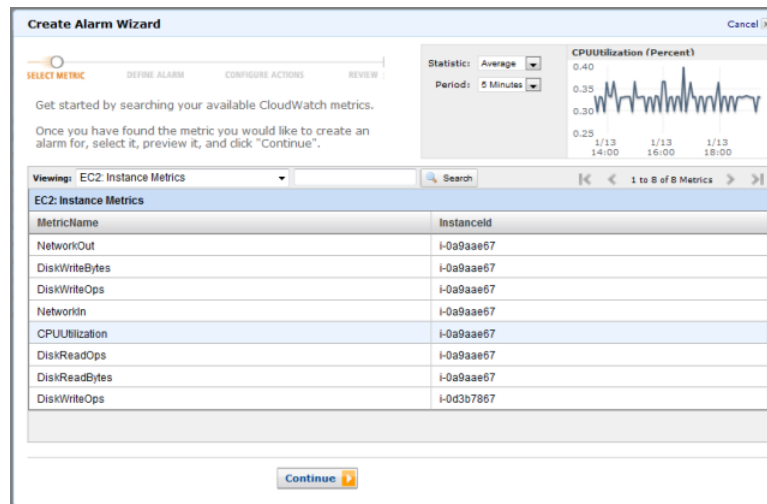 Create Alarm Wizard
Cancel
SELECT METRIC DEFINE ALARM CONFIGURE ACTIONS REVIEW
Get started by searching your available CloudWatch metrics.
Once you have found the metric you would like to create an
alarm for, select it, preview it, and click "Continue".
Statistic: Average
Period: 5 Minutes
CPUUtilization (Percent)
0.40
0.35
0.30
0.25
1/13 1/13 1/13
14:00 16:00 18:00
Viewing: EC2: Instance Metrics Search 1 to 8 of 8 Metrics
EC2: Instance Metrics
MetricName InstanceId
NetworkOut i-0a9aae67
DiskWriteBytes i-0a9aae67
DiskWriteOps i-0a9aae67
NetworkIn i-0a9aae67
CPUUtilization i-0a9aae67
DiskReadOps i-0a9aae67
DiskReadBytes i-0a9aae67
DiskWriteOps i-0d3b7867
Continue